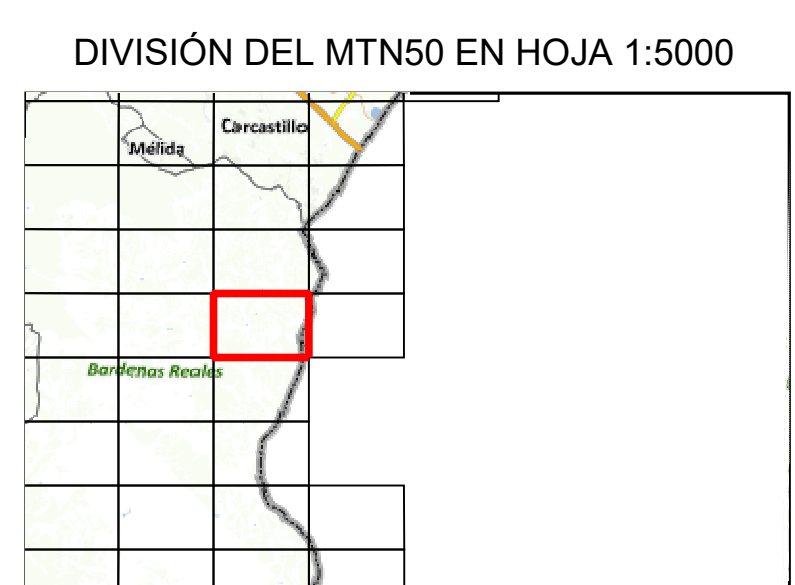 DIVISIÓN DEL MTN50 EN HOJA 1:5000
Carcastillo
Mélida
Bardenas Reales